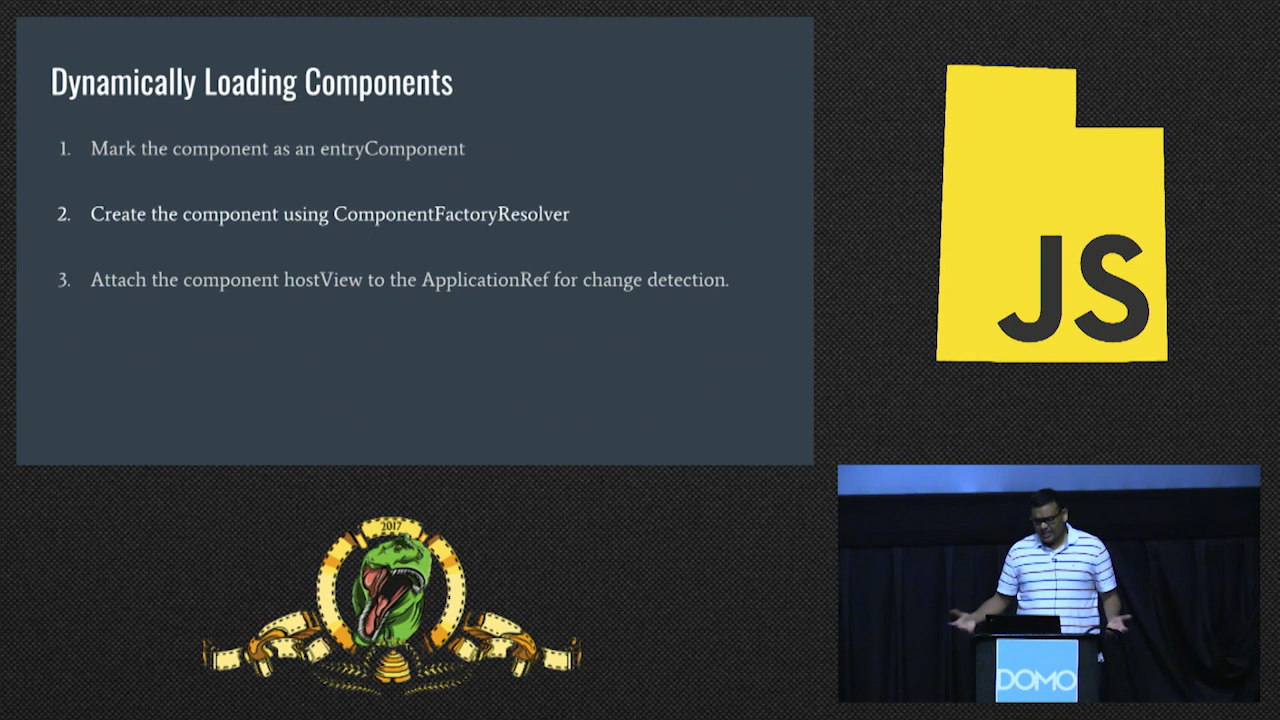 Dynamically Loading Components
1. Mark the component as an entryComponent
2. Create the component using ComponentFactoryResolver
3. Attach the component hostView to the ApplicationRef for change detection.
JS
2017
DOMO